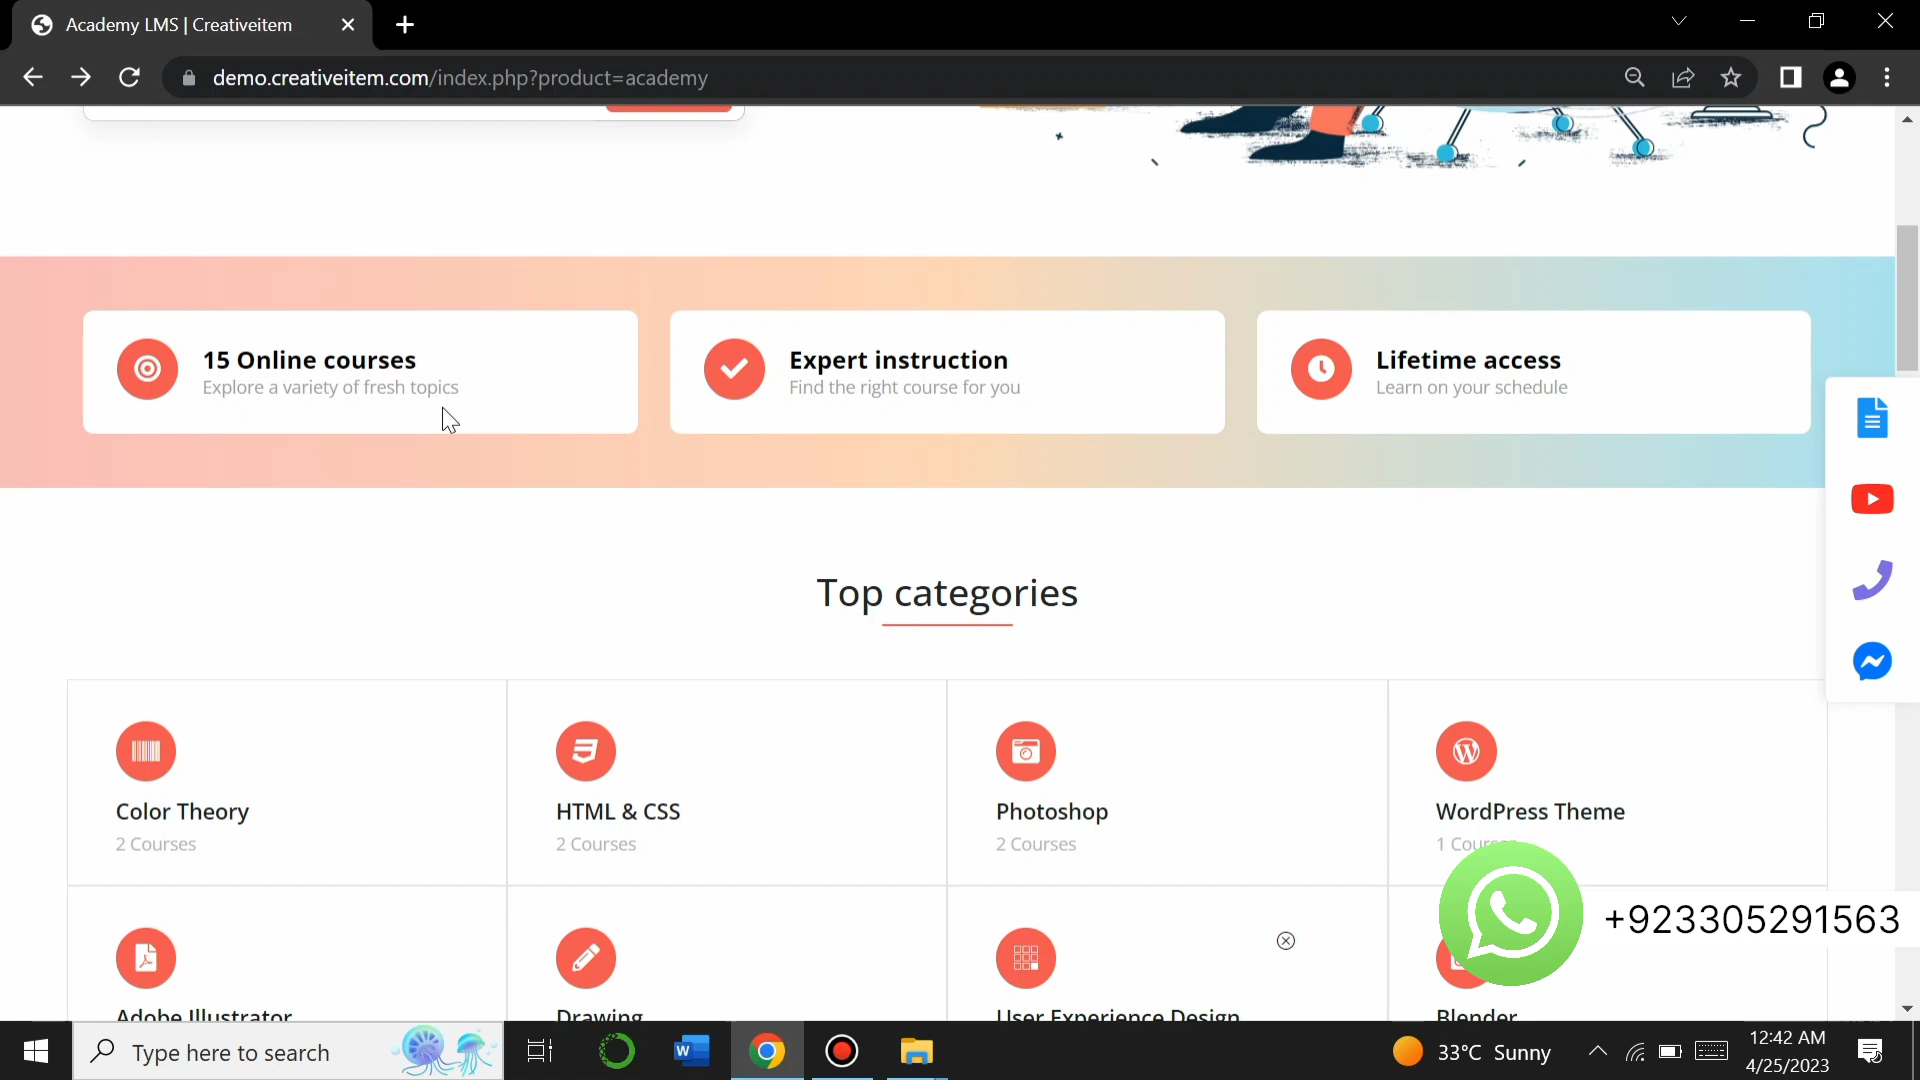 Academy LMS | Creativeitem
demo.creativeitem.com/index.php?product=academy
15 Online courses
Explore a variety of fresh topics
Expert instruction
Find the right course for you
Lifetime access
Learn on your schedule
Top categories
Color Theory
2 Courses
HTML & CSS
2 Courses
Photoshop
2 Courses
WordPress Theme
1 Courses
Adobe Illustrator
Drawing
User Experience Design
Blender
+923305291563
Type here to search
33°C Sunny
12:42 AM
4/25/2023